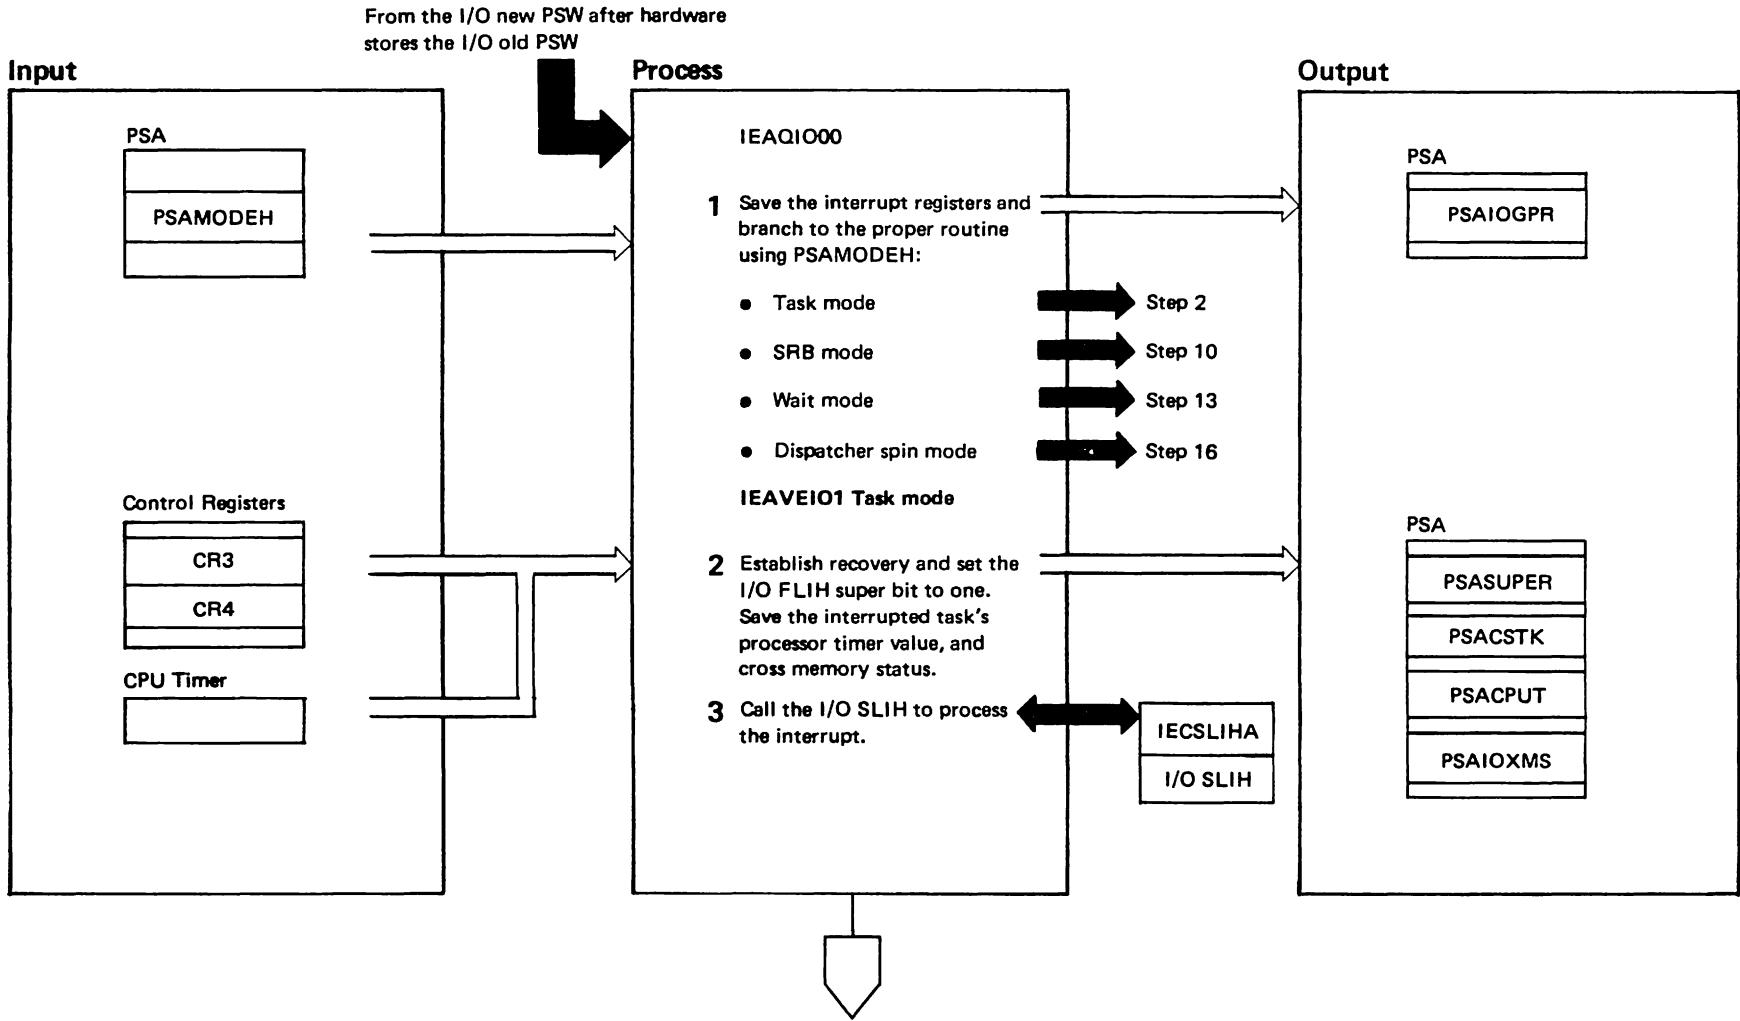 From the I/O new PSW after hardware
stores the I/O old PSW
Input
Process
Output
PSA
PSAMODEH
Control Registers
CR3
CR4
CPU Timer
IEAQIO00
1 Save the interrupt registers and
branch to the proper routine
using PSAMODEH:
● Task mode
Step 2
● SRB mode
Step 10
● Wait mode
Step 13
● Dispatcher spin mode
Step 16
IEAVEIO1 Task mode
2 Establish recovery and set the
I/O FLIH super bit to one.
Save the interrupted task's
processor timer value, and
cross memory status.
3 Call the I/O SLIH to process
the interrupt.
IECSLIHA
I/O SLIH
PSA
PSAIOGPR
PSA
PSASUPER
PSACSTK
PSACPUT
PSAIOXMS